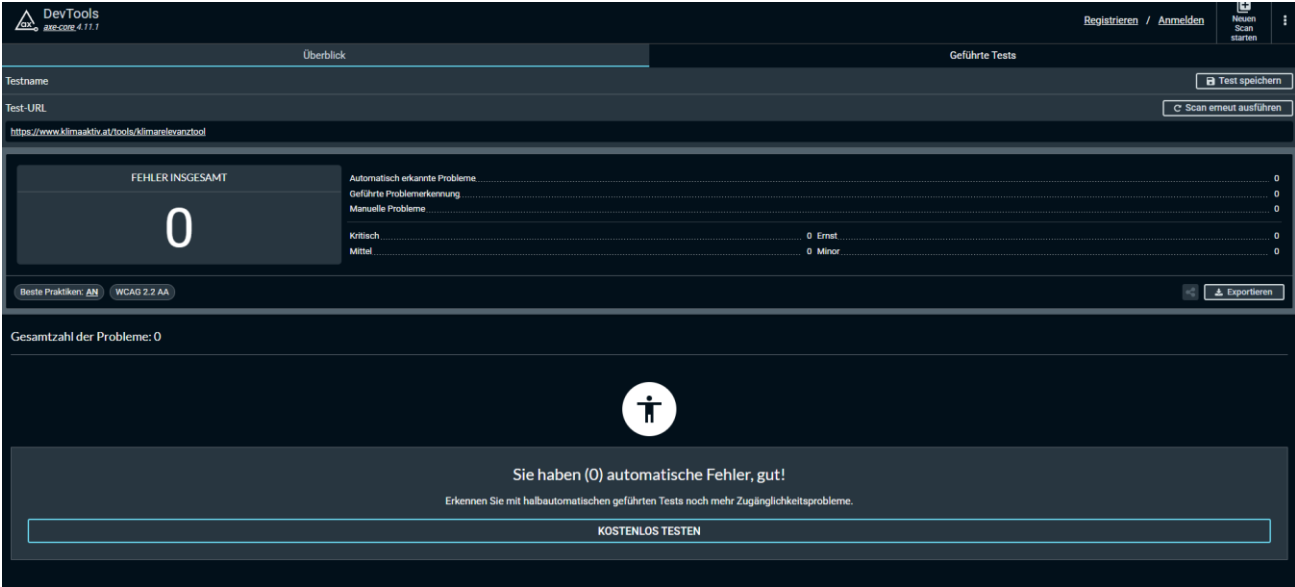 DevTools
axe-core 4.11.1
Registrieren / Anmelden
Neuen
Scan
starten
Überblick
Geführte Tests
Testname
Test speichern
Test-URL
Scan erneut ausführen
https://www.klimaaktiv.at/tools/klimarelevanztool
FEHLER INSGESAMT
0
Automatisch erkannte Probleme 0
Geführte Problemerkennung 0
Manuelle Probleme 0
Kritisch 0 Ernst 0
Mittel 0 Minor 0
Beste Praktiken: AN
WCAG 2.2 AA
Exportieren
Gesamtzahl der Probleme: 0
Sie haben (0) automatische Fehler, gut!
Erkennen Sie mit halbautomatischen geführten Tests noch mehr Zugänglichkeitsprobleme.
KOSTENLOS TESTEN